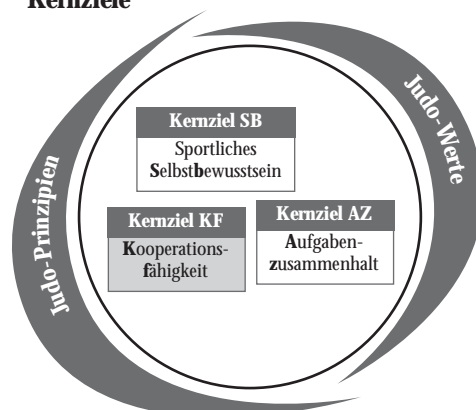 Kernziele
Judo-Werte
Kernziel SB
Sportliches
Selbstbewusstsein
Judo-Prinzipien
Kernziel KF
Kooperations-
fähigkeit
Kernziel AZ
Aufgaben-
zusammenhalt